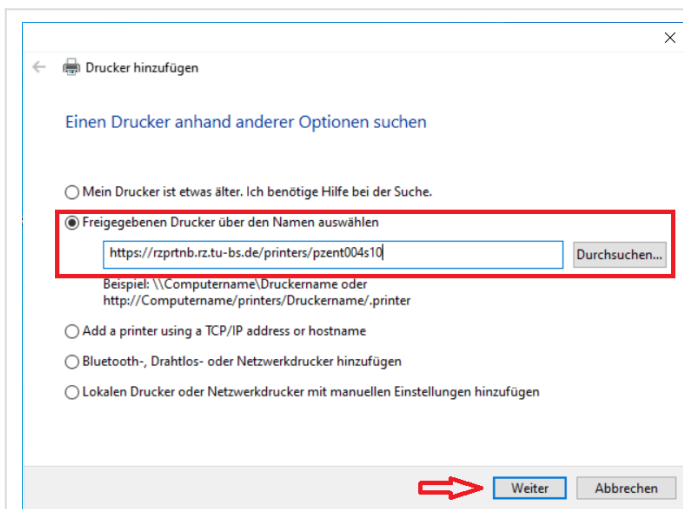 Drucker hinzufügen
Einen Drucker anhand anderer Optionen suchen
Mein Drucker ist etwas älter. Ich benötige Hilfe bei der Suche.
Freigegebenen Drucker über den Namen auswählen
https://rzprtnb.rz.tu-bs.de/printers/pzent004s10
Durchsuchen...
Beispiel: \\Computername\Druckername oder
http://Computername/printers/Druckername/.printer
Add a printer using a TCP/IP address or hostname
Bluetooth-, Drahtlos- oder Netzwerkdrucker hinzufügen
Lokalen Drucker oder Netzwerkdrucker mit manuellen Einstellungen hinzufügen
Weiter
Abbrechen